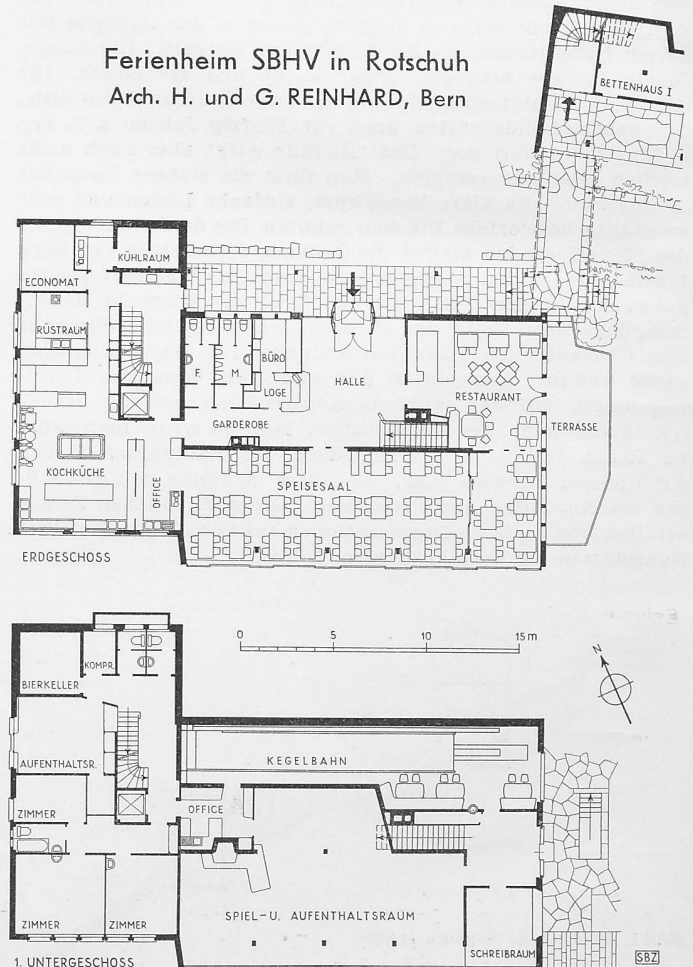 Ferienheim SBHV in Rotschuh
Arch. H. und G. REINHARD, Bern
BETTENHAUS I
KÜHLRAUM
ECONOMAT
RÜSTRAUM
F.
M.
BÜRO
LOGE
HALLE
RESTAURANT
TERRASSE
GARDEROBE
KOCHKÜCHE
OFFICE
SPEISESAAL
ERDGESCHOSS
0 5 10 15 m
N
KOMPR.
BIERKELLER
AUFENTHALTSR.
KEGELBAHN
ZIMMER
OFFICE
ZIMMER
ZIMMER
SPIEL-U. AUFENTHALTSRAUM
SCHREIBRAUM
1. UNTERGESCHOSS
SBZ